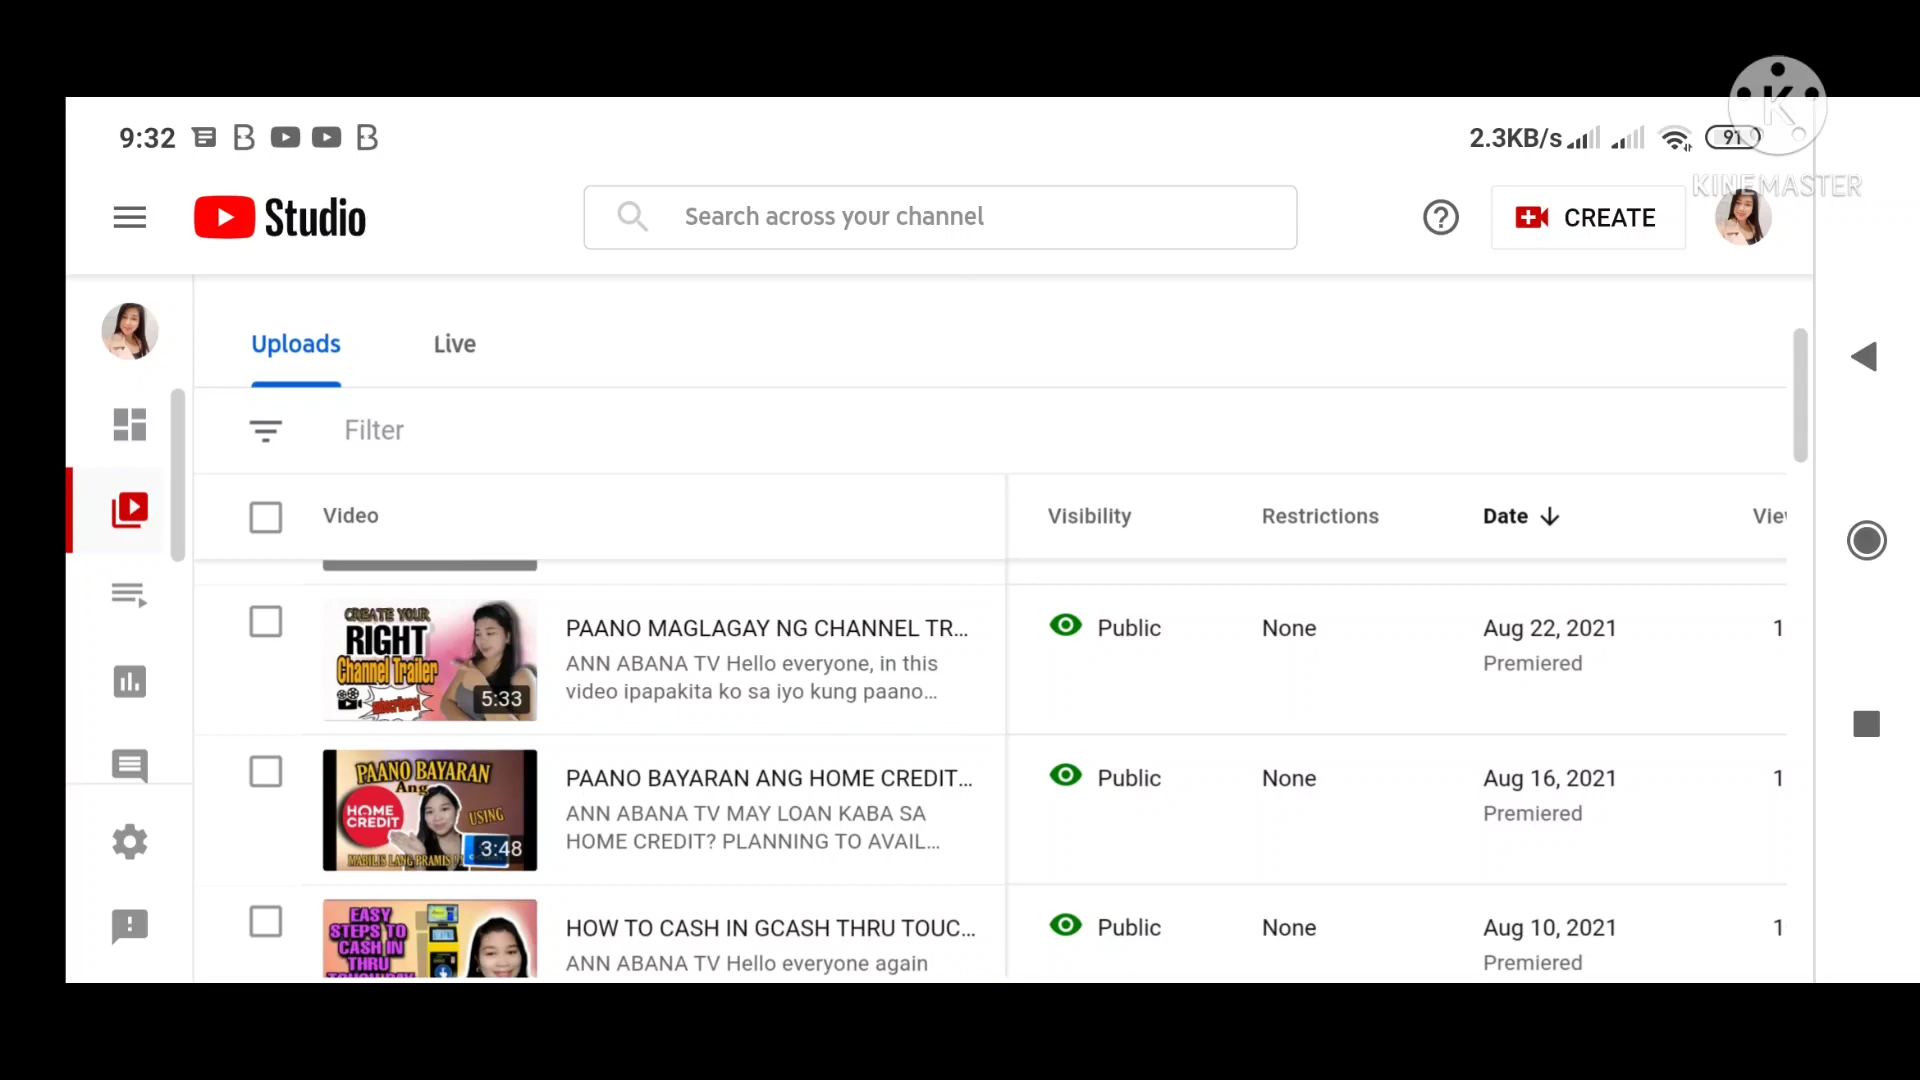 9:32
2.3KB/s
91
KINEMASTER
Studio
Search across your channel
CREATE
Uploads
Live
Filter
Video
Visibility
Restrictions
Date
CREATE YOUR
RIGHT
Channel Trailer
5:33
PAANO MAGLAGAY NG CHANNEL TR...
ANN ABANA TV Hello everyone, in this
video ipapakita ko sa iyo kung paano...
Public
None
Aug 22, 2021
Premiered
1
PAANO BAYARAN
Ang
HOME
CREDIT
USING
MABILIS LANG PRAMIS
3:48
PAANO BAYARAN ANG HOME CREDIT...
ANN ABANA TV MAY LOAN KABA SA
HOME CREDIT? PLANNING TO AVAIL...
Public
None
Aug 16, 2021
Premiered
1
EASY
STEPS TO
CASH IN
THRU
HOW TO CASH IN GCASH THRU TOUC...
ANN ABANA TV Hello everyone again
Public
None
Aug 10, 2021
Premiered
1